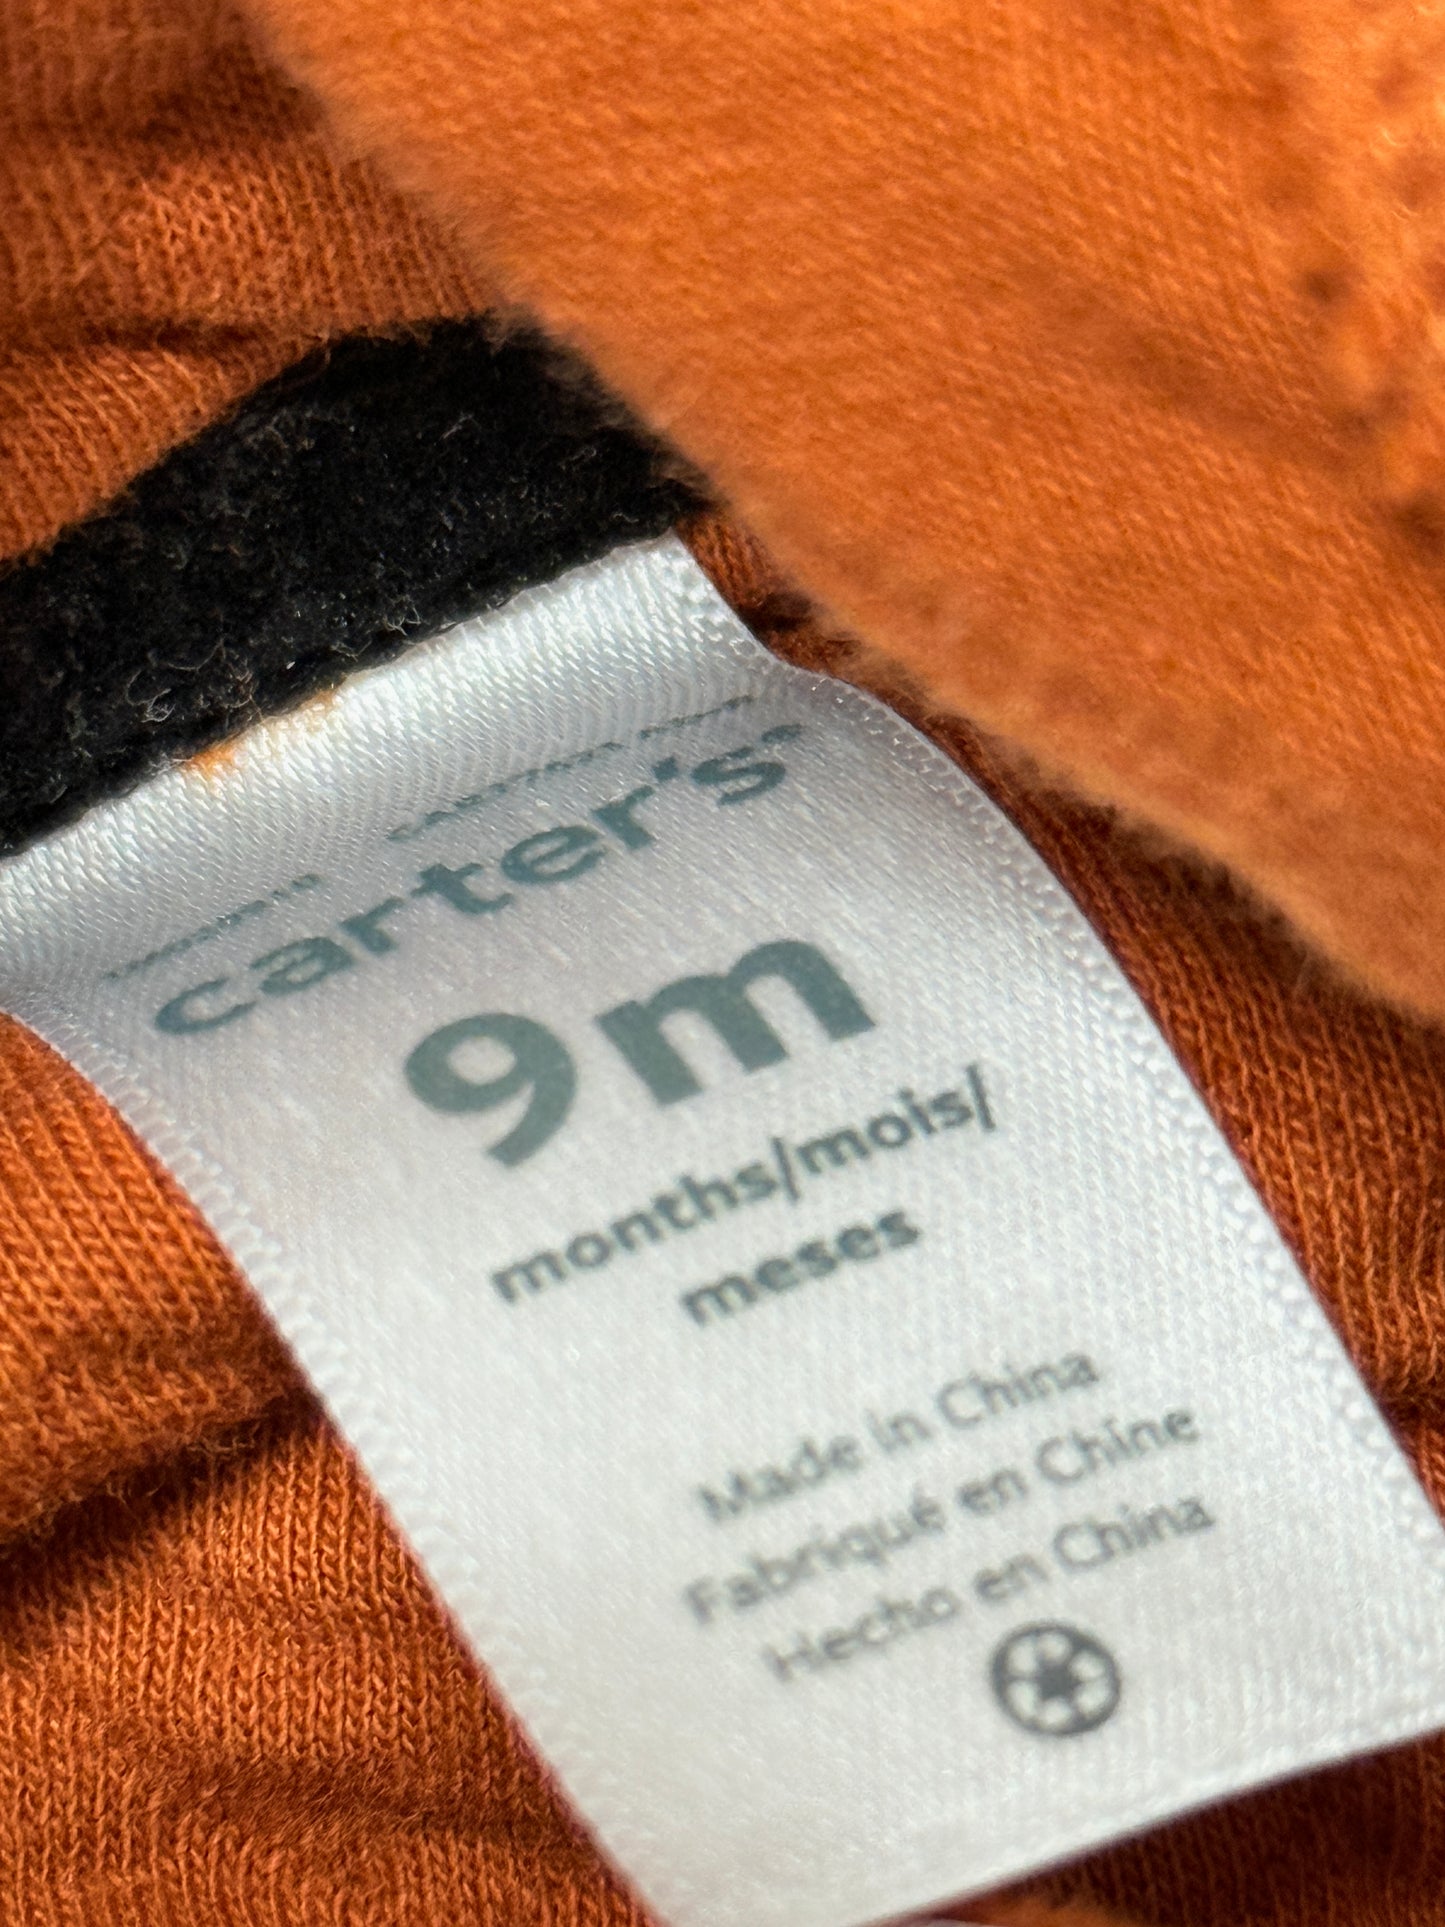 carter's®
9m
months/mois/
meses
Made in China
Fabriqué en Chine
Hecho en China